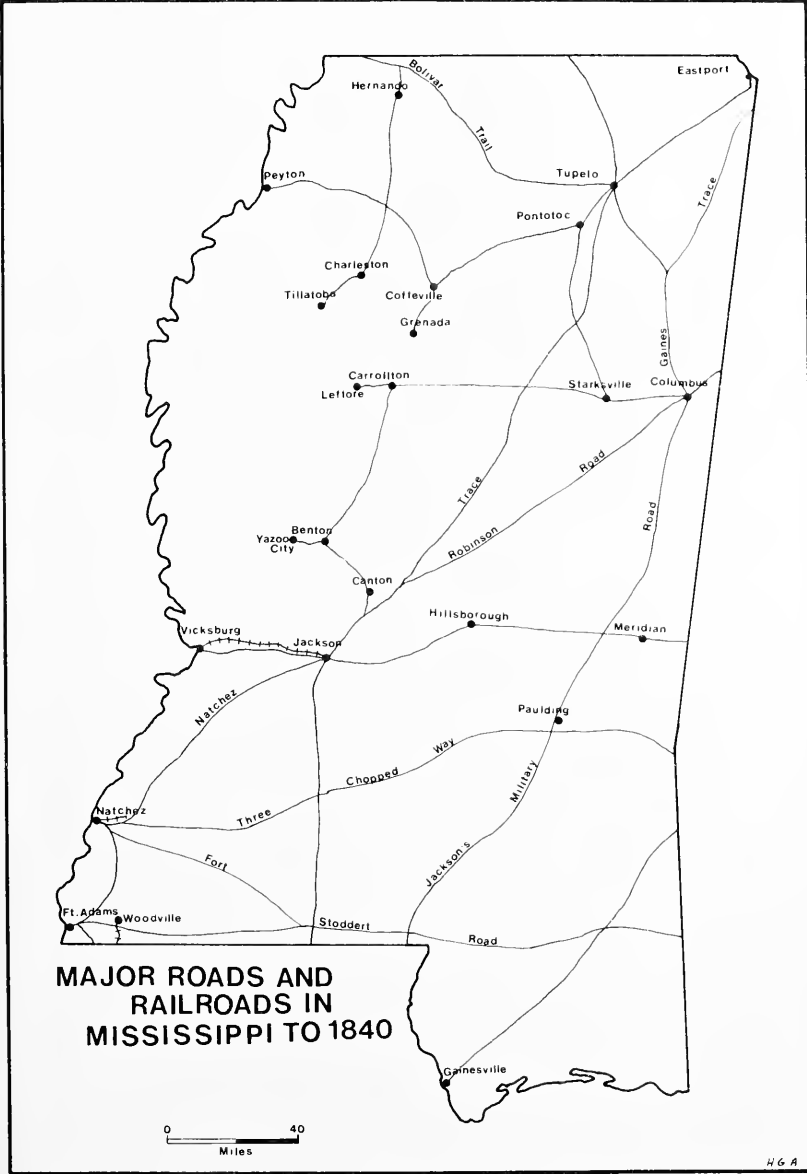 Eastport
Bolivar
Hernando
Trail
Peyton
Tupelo
Trace
Pontotoc
Charleston
Tillatoba
Coffeville
Grenada
Gaines
Carrollton
Leflore
Starksville
Columbus
Trace
Road
Robinson
Road
Benton
Yazoo
City
Canton
Hillsborough
Meridian
Vicksburg
Jackson
Natchez
Paulding
Way
Chopped
Three
Military
Natchez
Jackson's
Fort
Ft. Adams
Woodville
Stoddert
Road
MAJOR ROADS AND
RAILROADS IN
MISSISSIPPI TO 1840
Gainesville
0 40
Miles
HGA